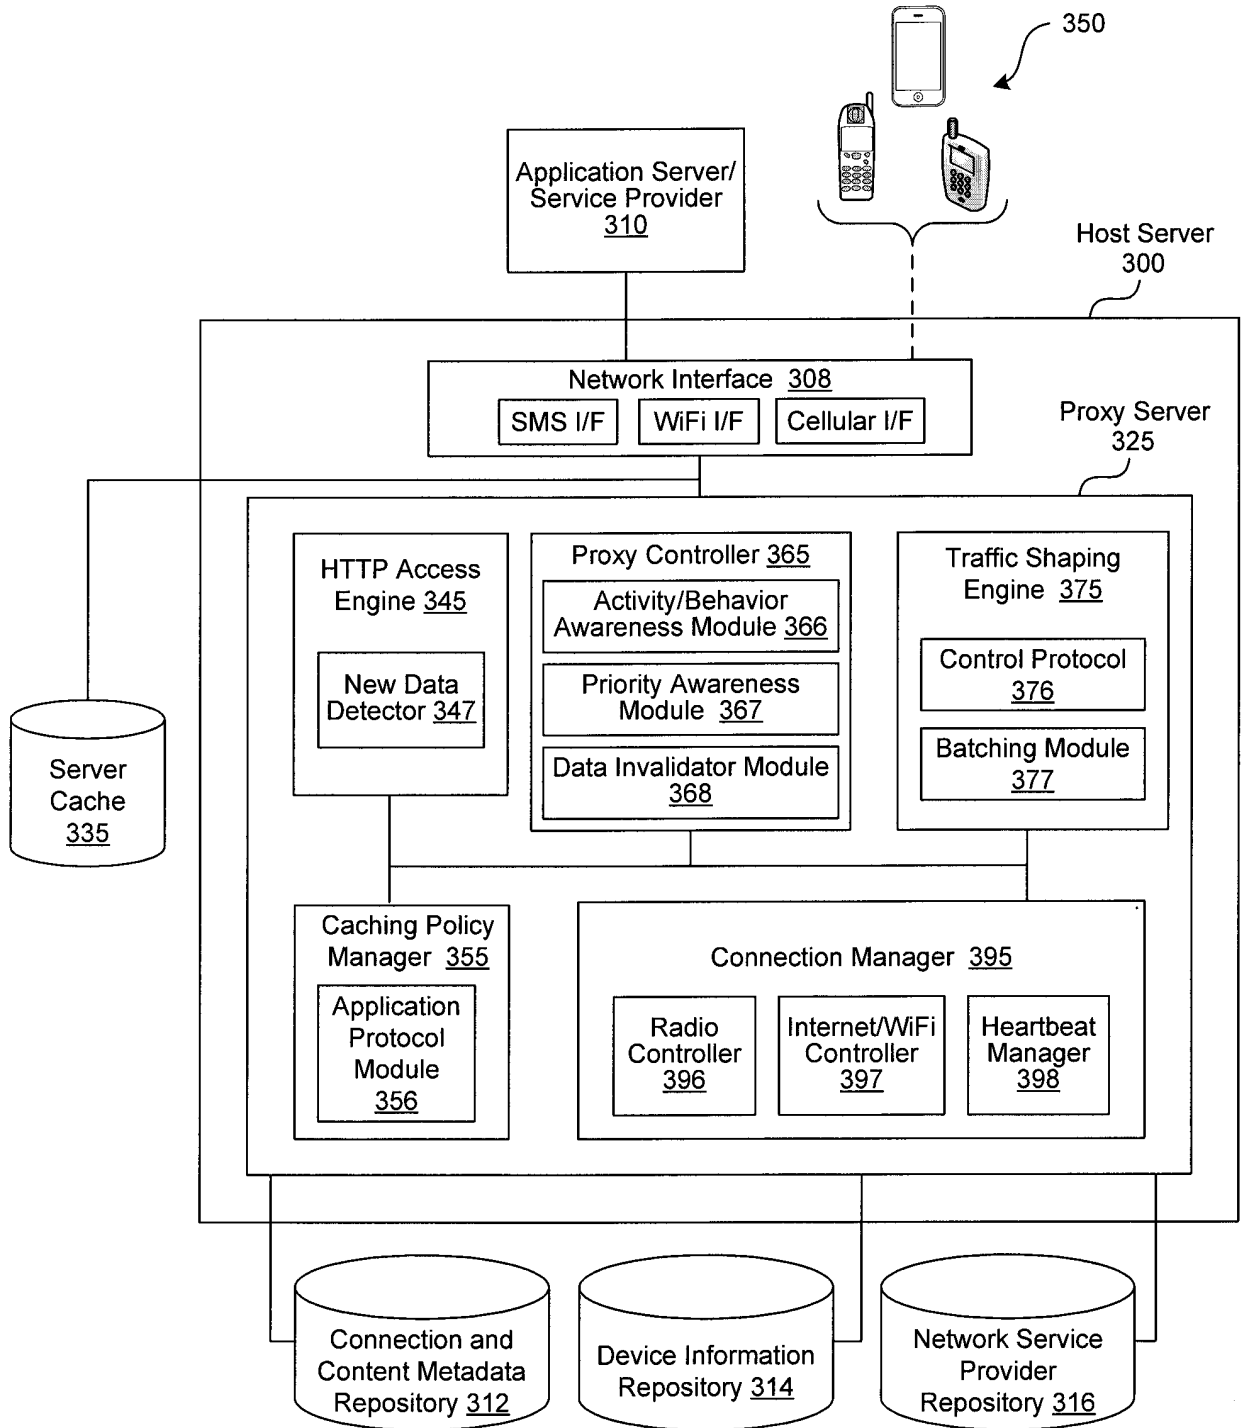 350
Application Server/
Service Provider
310
Host Server
300
Network Interface 308
SMS I/F
WiFi I/F
Cellular I/F
Proxy Server
325
HTTP Access
Engine 345
New Data
Detector 347
Proxy Controller 365
Activity/Behavior
Awareness Module 366
Priority Awareness
Module 367
Data Invalidator Module
368
Traffic Shaping
Engine 375
Control Protocol
376
Batching Module
377
Server
Cache
335
Caching Policy
Manager 355
Application
Protocol
Module
356
Connection Manager 395
Radio
Controller
396
Internet/WiFi
Controller
397
Heartbeat
Manager
398
Connection and
Content Metadata
Repository 312
Device Information
Repository 314
Network Service
Provider
Repository 316